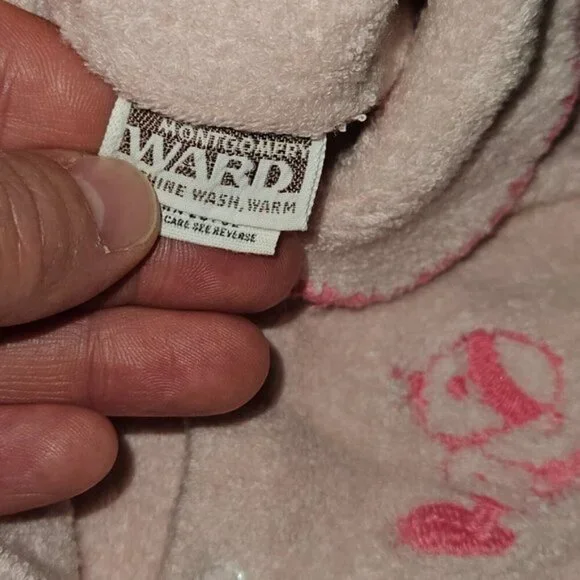 MONTGOMERY
WARD
HINE WASH, WARM
CARE SEE REVERSE